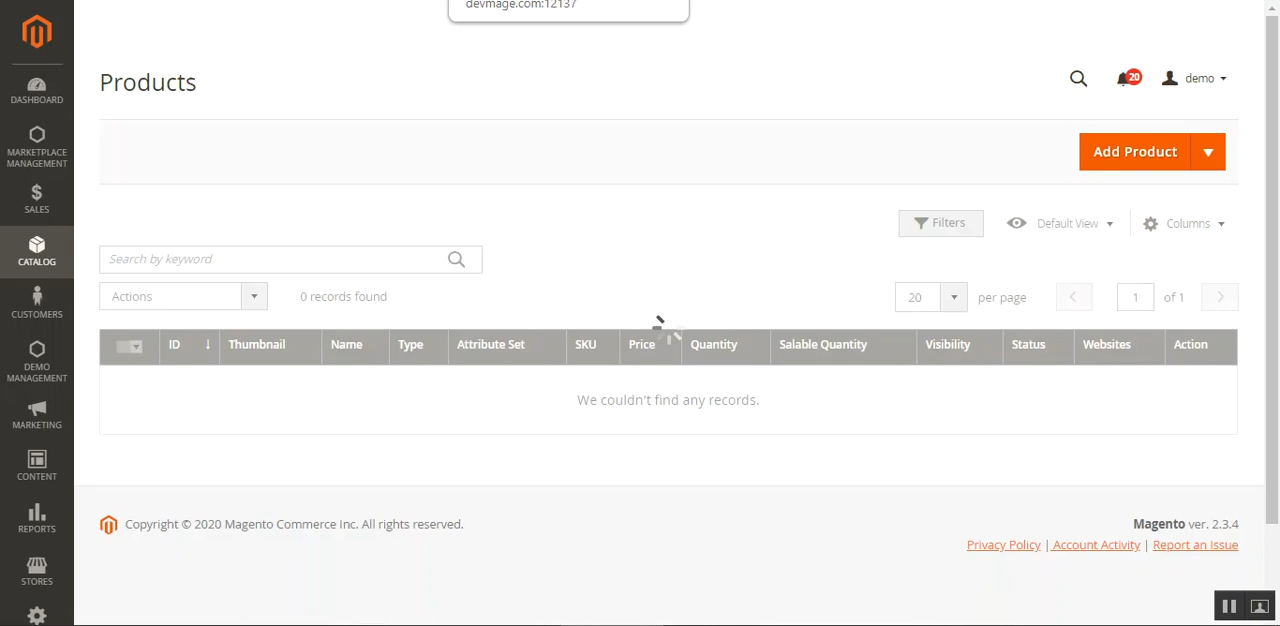 devmage.com:12137
Products
20
demo
DASHBOARD
MARKETPLACE
MANAGEMENT
SALES
CATALOG
CUSTOMERS
DEMO
MANAGEMENT
MARKETING
CONTENT
REPORTS
STORES
Add Product
Filters
Default View
Columns
Search by keyword
Actions
0 records found
20
per page
1
of 1
ID ↓ Thumbnail Name Type Attribute Set SKU Price Quantity Salable Quantity Visibility Status Websites Action
We couldn't find any records.
Copyright © 2020 Magento Commerce Inc. All rights reserved.
Magento ver. 2.3.4
Privacy Policy | Account Activity | Report an Issue